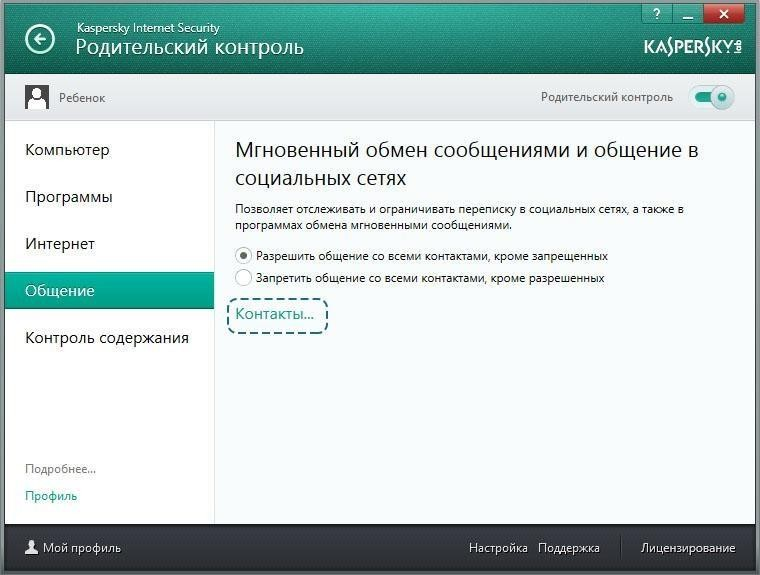 Kaspersky Internet Security
Родительский контроль
?
KASPERSKY lab
Ребенок
Родительский контроль
Компьютер
Программы
Интернет
Общение
Контроль содержания
Подробнее...
Профиль
Мгновенный обмен сообщениями и общение в
социальных сетях
Позволяет отслеживать и ограничивать переписку в социальных сетях, а также в
программах обмена мгновенными сообщениями.
Разрешить общение со всеми контактами, кроме запрещенных
Запретить общение со всеми контактами, кроме разрешенных
Контакты...
Мой профиль
Настройка Поддержка Лицензирование